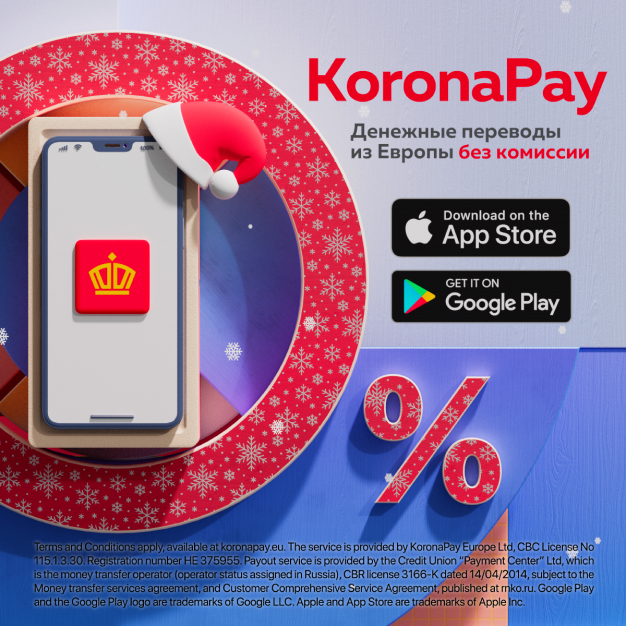 KoronaPay
Денежные переводы
из Европы без комиссии
100%
Download on the
App Store
GET IT ON
Google Play
%
Terms and Conditions apply, available at koronapay.eu. The service is provided by KoronaPay Europe Ltd, CBC License No
115.1.3.30. Registration number HE 375955. Payout service is provided by the Credit Union "Payment Center" Ltd, which
is the money transfer operator (operator status assigned in Russia), CBR license 3166-K dated 14/04/2014, subject to the
Money transfer services agreement, and Customer Comprehensive Service Agreement, published at rnko.ru. Google Play
and the Google Play logo are trademarks of Google LLC. Apple and App Store are trademarks of Apple Inc.